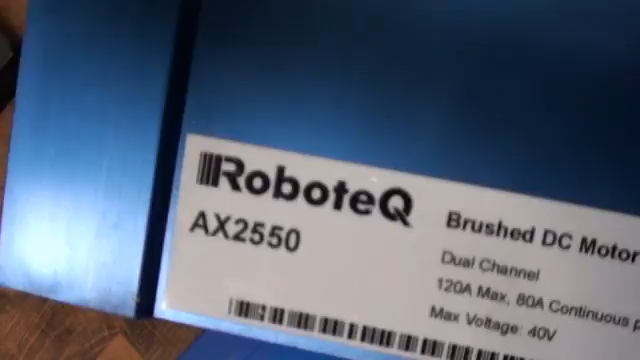 RoboteQ
AX2550
Brushed DC Motor
Dual Channel
120A Max, 80A Continuous
Max Voltage: 40V